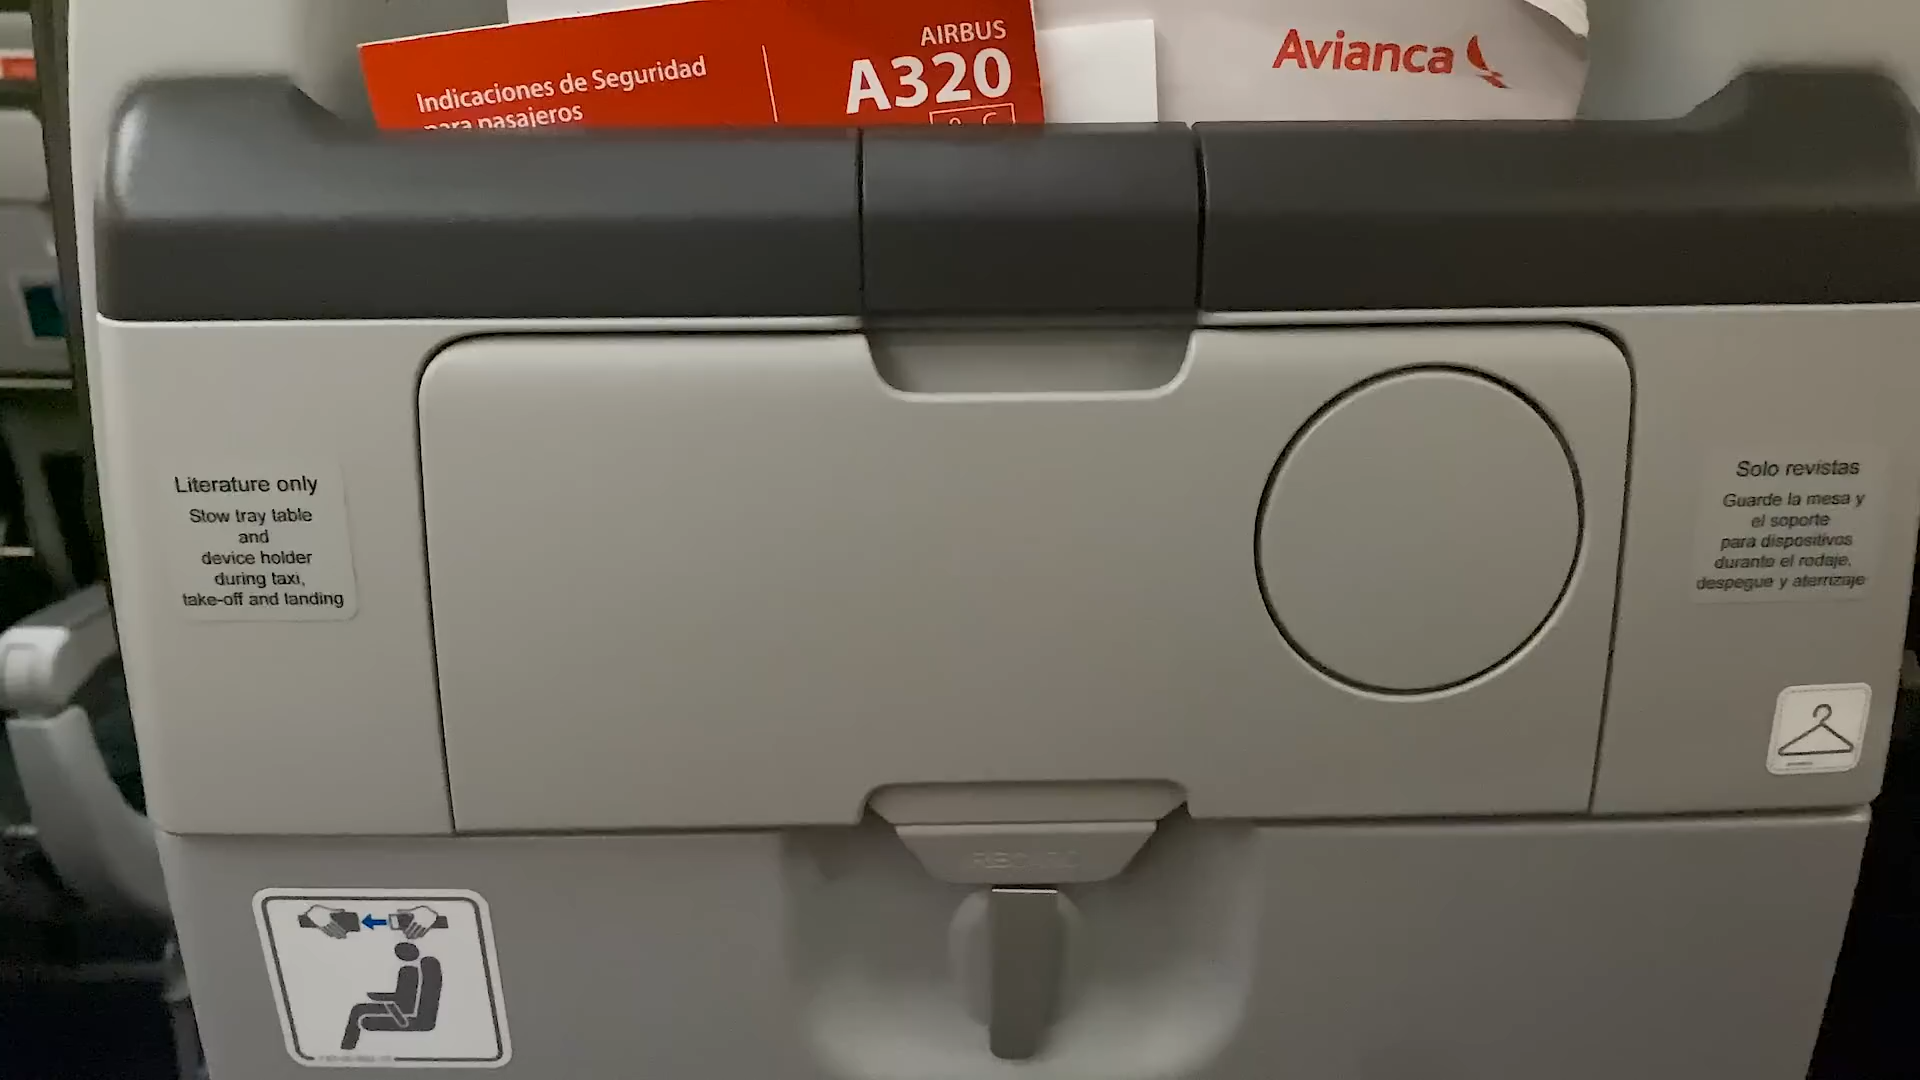 AIRBUS
A320
Indicaciones de Seguridad
para pasajeros
Avianca
Literature only
Stow tray table
and
device holder
during taxi,
take-off and landing
Solo revistas
Guarde la mesa y
el soporte
para dispositivos
durante el rodaje,
despegue y aterrizaje
RECARO